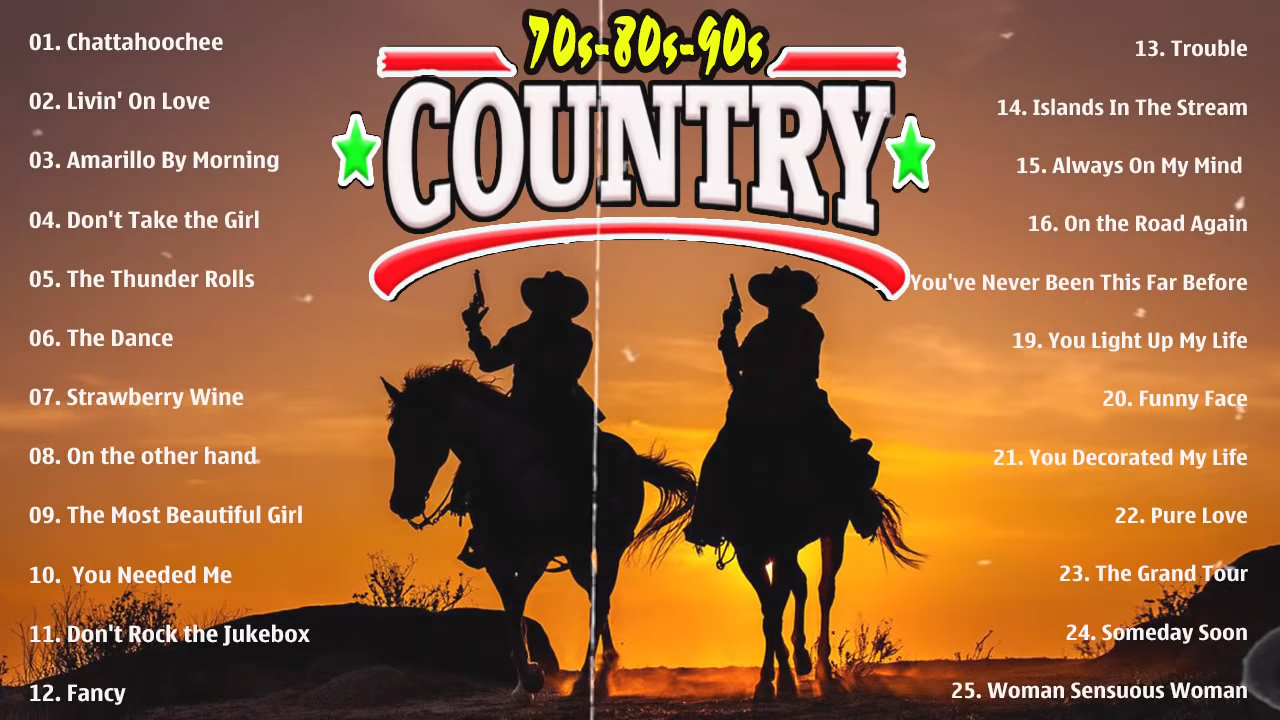 70s-80s-90s
COUNTRY
01. Chattahoochee
02. Livin' On Love
03. Amarillo By Morning
04. Don't Take the Girl
05. The Thunder Rolls
06. The Dance
07. Strawberry Wine
08. On the other hand
09. The Most Beautiful Girl
10. You Needed Me
11. Don't Rock the Jukebox
12. Fancy
13. Trouble
14. Islands In The Stream
15. Always On My Mind
16. On the Road Again
You've Never Been This Far Before
19. You Light Up My Life
20. Funny Face
21. You Decorated My Life
22. Pure Love
23. The Grand Tour
24. Someday Soon
25. Woman Sensuous Woman